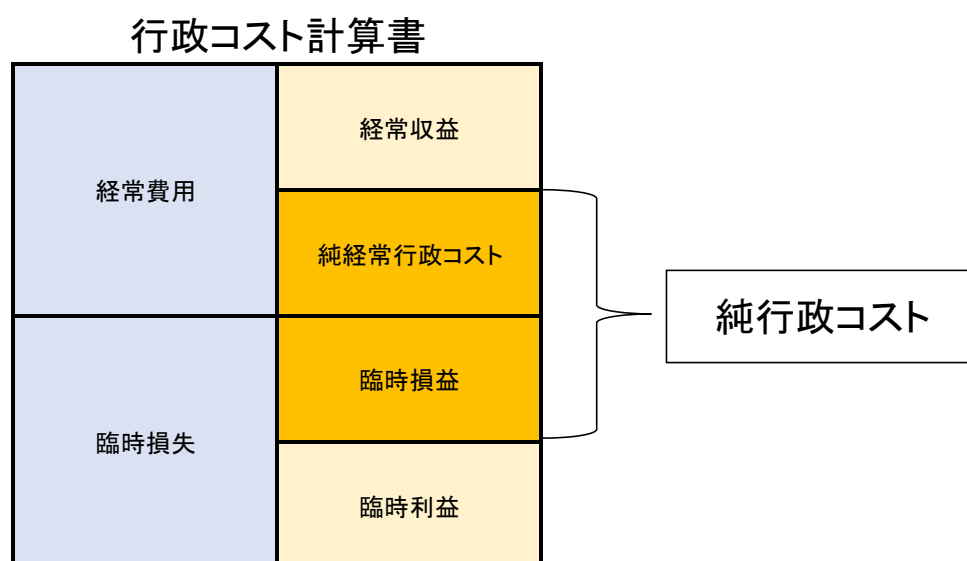 行政コスト計算書
経常費用
経常収益
純経常行政コスト
臨時損失
臨時損益
臨時利益
純行政コスト